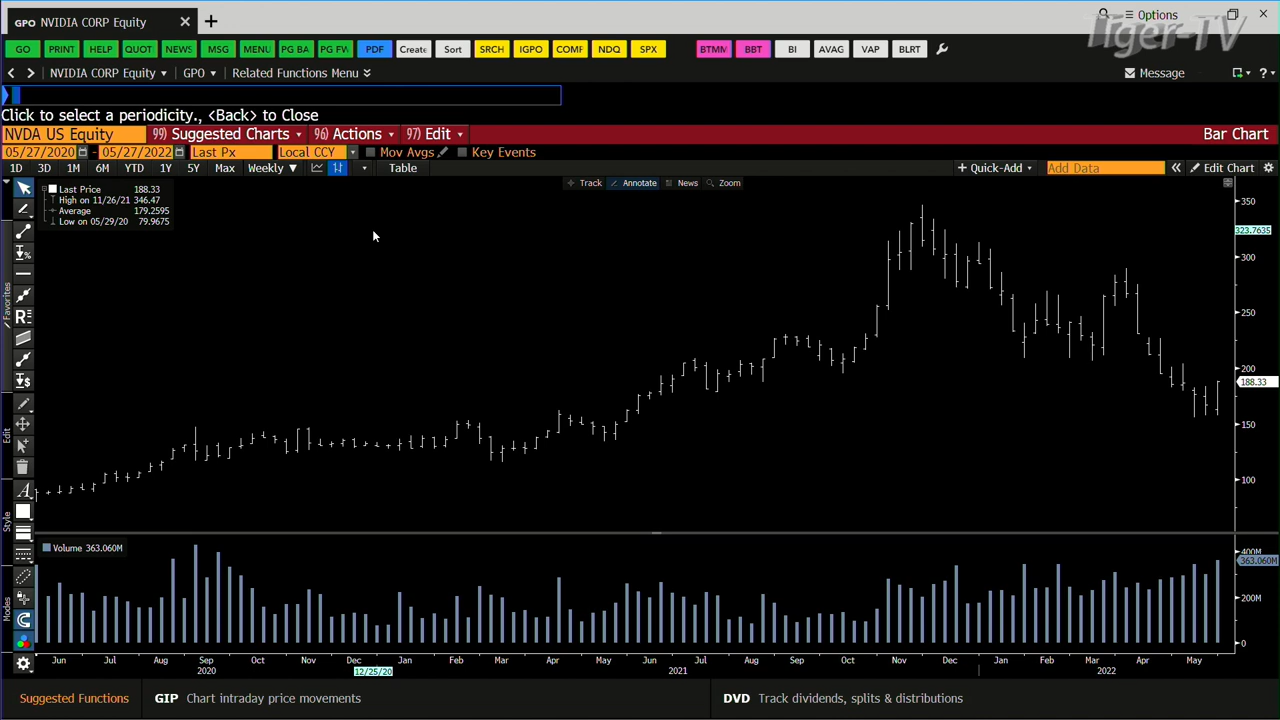 GPO NVIDIA CORP Equity
Options
Tiger-TV
GO PRINT HELP QUOT NEWS MSG MENU PG BA PG FW PDF Create Sort SRCH IGPO COMP NDQ SPX BTMM BBT BI AVAG VAP BLRT
NVIDIA CORP Equity GPO Related Functions Menu Message ?
Click to select a periodicity., <Back> to Close
NVDA US Equity 99) Suggested Charts 96) Actions 97) Edit Bar Chart
05/27/2020 - 05/27/2022 Last Px Local CCY Mov Avgs Key Events
1D 3D 1M 6M YTD 1Y 5Y Max Weekly Table + Quick-Add Add Data Edit Chart
Track Annotate News Zoom
Last Price 188.33
High on 11/26/21 346.47
Average 179.2595
Low on 05/29/20 79.9675
350
323.7635
300
250
200
188.33
150
100
Favorites
Edit
Style
Modes
Volume 363.060M
400M
363.060M
200M
0
Jun Jul Aug Sep Oct Nov Dec Jan Feb Mar Apr May Jun Jul Aug Sep Oct Nov Dec Jan Feb Mar Apr May
2020 12/25/20 2021 2022
Suggested Functions GIP Chart intraday price movements DVD Track dividends, splits & distributions